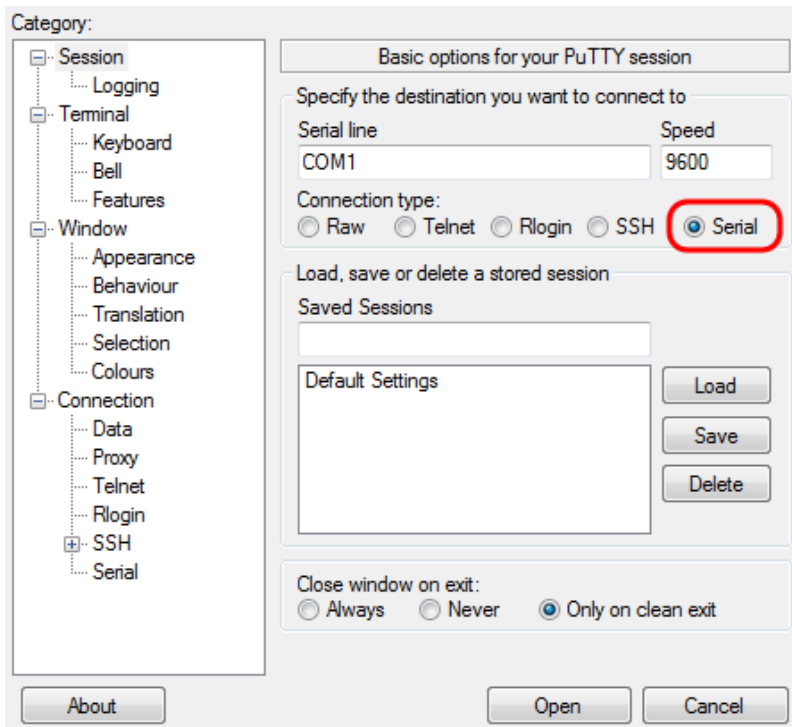 Category:
Session
Logging
Terminal
Keyboard
Bell
Features
Window
Appearance
Behaviour
Translation
Selection
Colours
Connection
Data
Proxy
Telnet
Rlogin
SSH
Serial
Basic options for your PuTTY session
Specify the destination you want to connect to
Serial line Speed
COM1 9600
Connection type:
Raw Telnet Rlogin SSH Serial
Load, save or delete a stored session
Saved Sessions
Default Settings
Load
Save
Delete
Close window on exit:
Always Never Only on clean exit
About Open Cancel